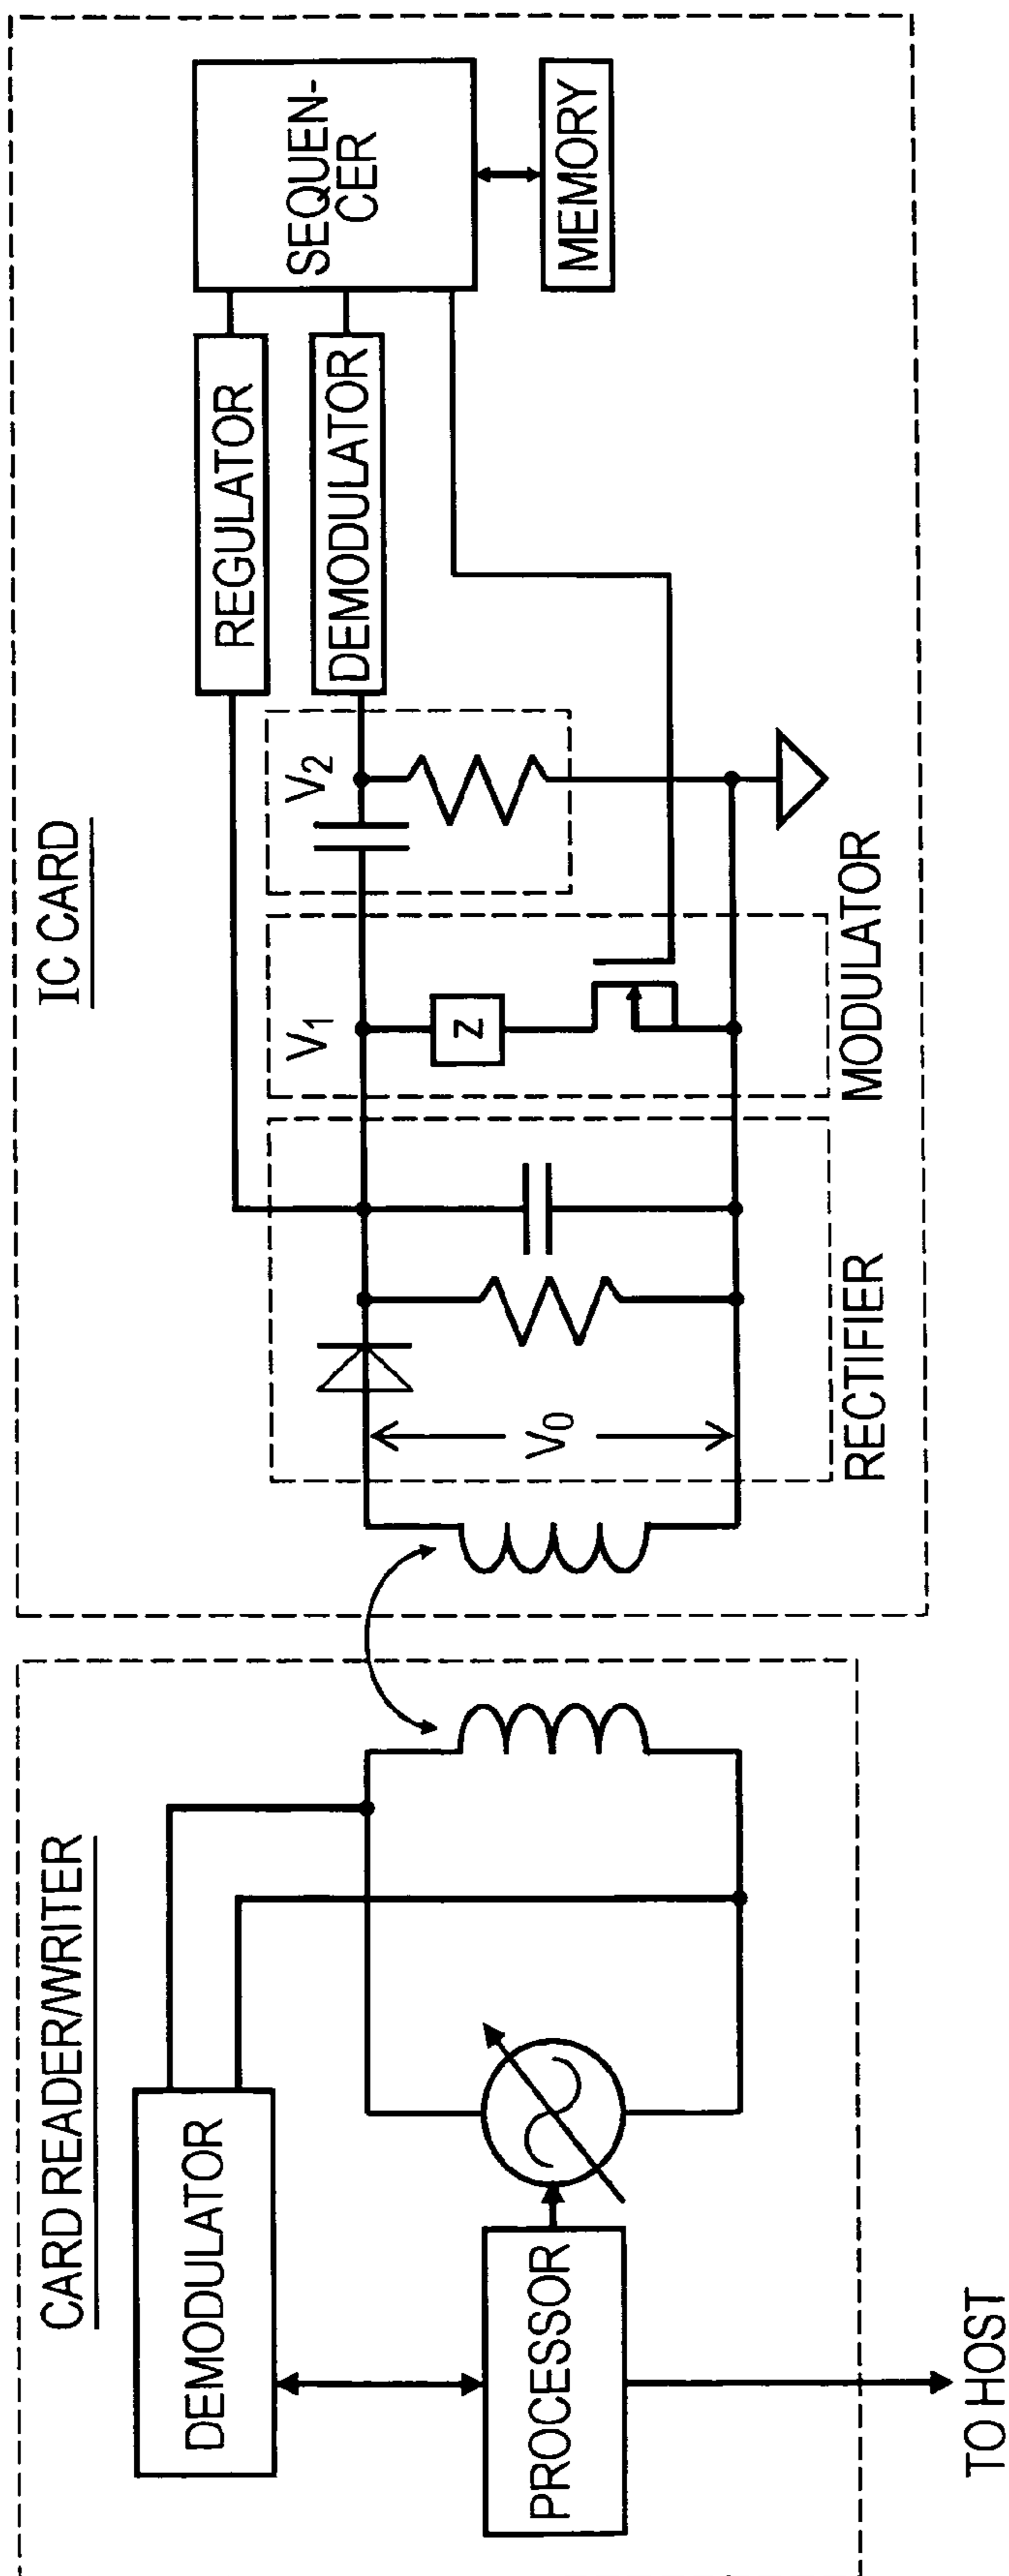 CARD READER/WRITER
DEMODULATOR
PROCESSOR
TO HOST
IC CARD
V0
RECTIFIER
V1
Z
MODULATOR
V2
REGULATOR
DEMODULATOR
SEQUEN-
CER
MEMORY